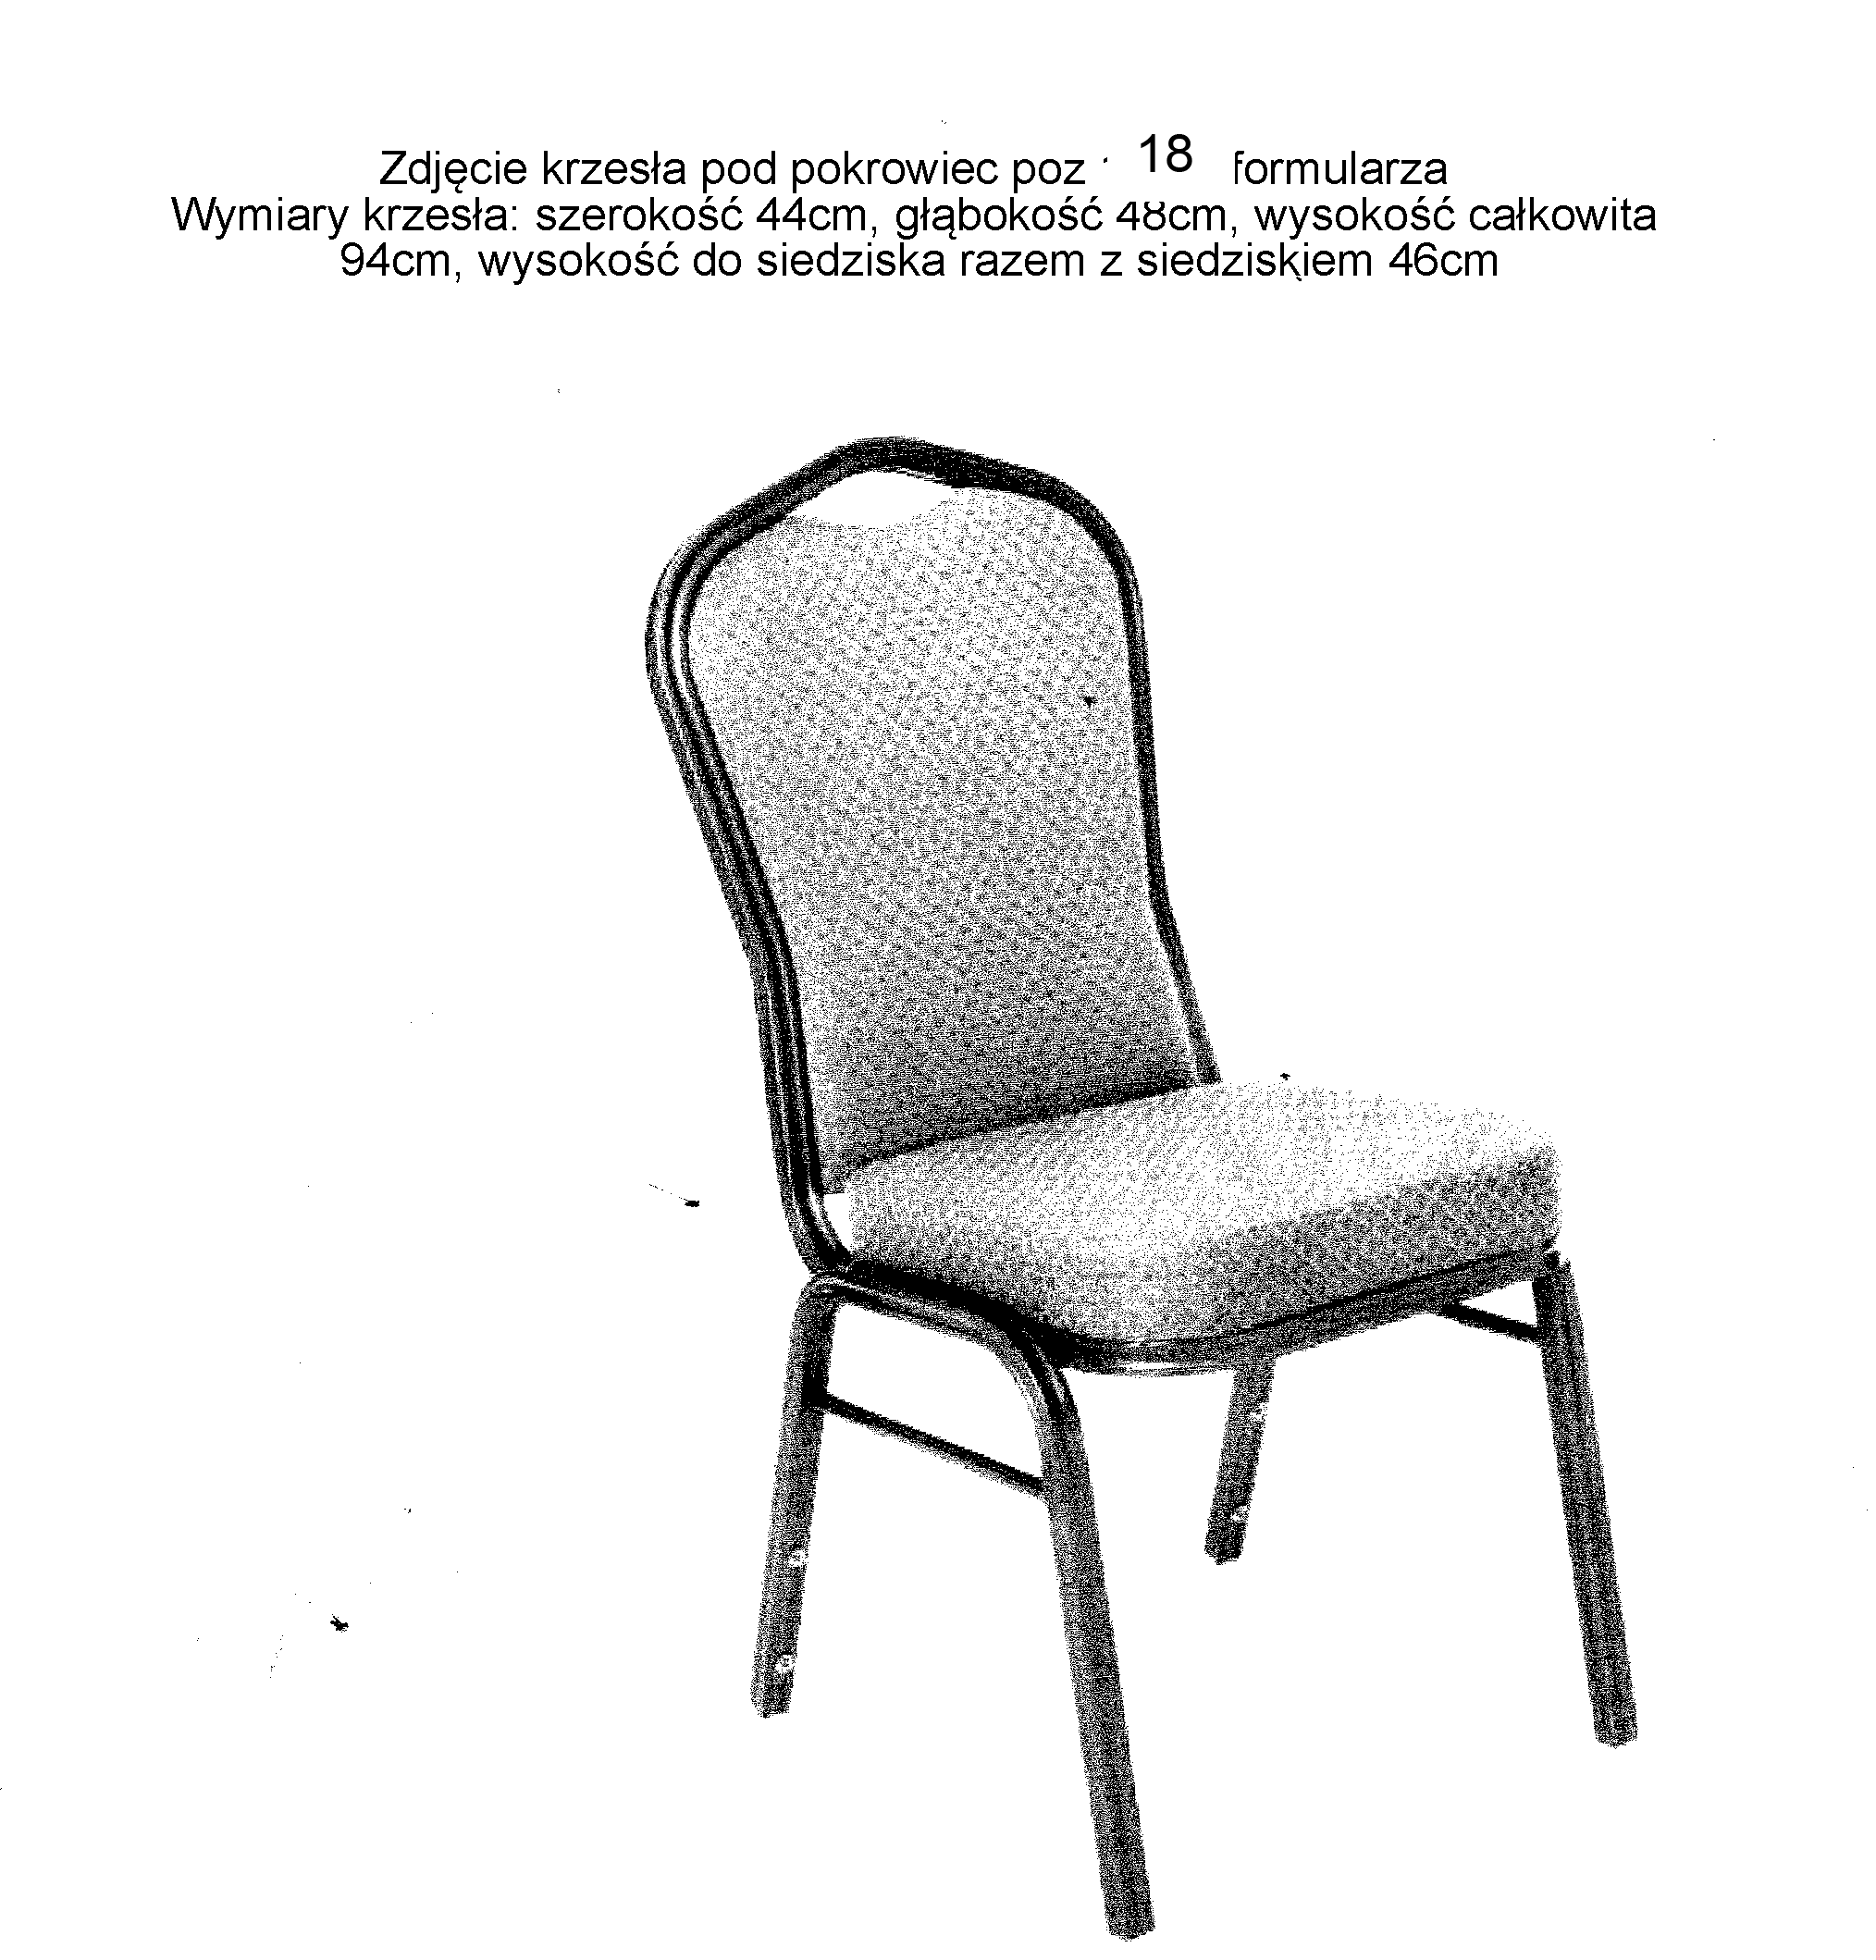 Zdjęcie krzesła pod pokrowiec poz 18 formularza
Wymiary krzesła: szerokość 44cm, głąbokość 48cm, wysokość całkowita
94cm, wysokość do siedziska razem z siedziskiem 46cm